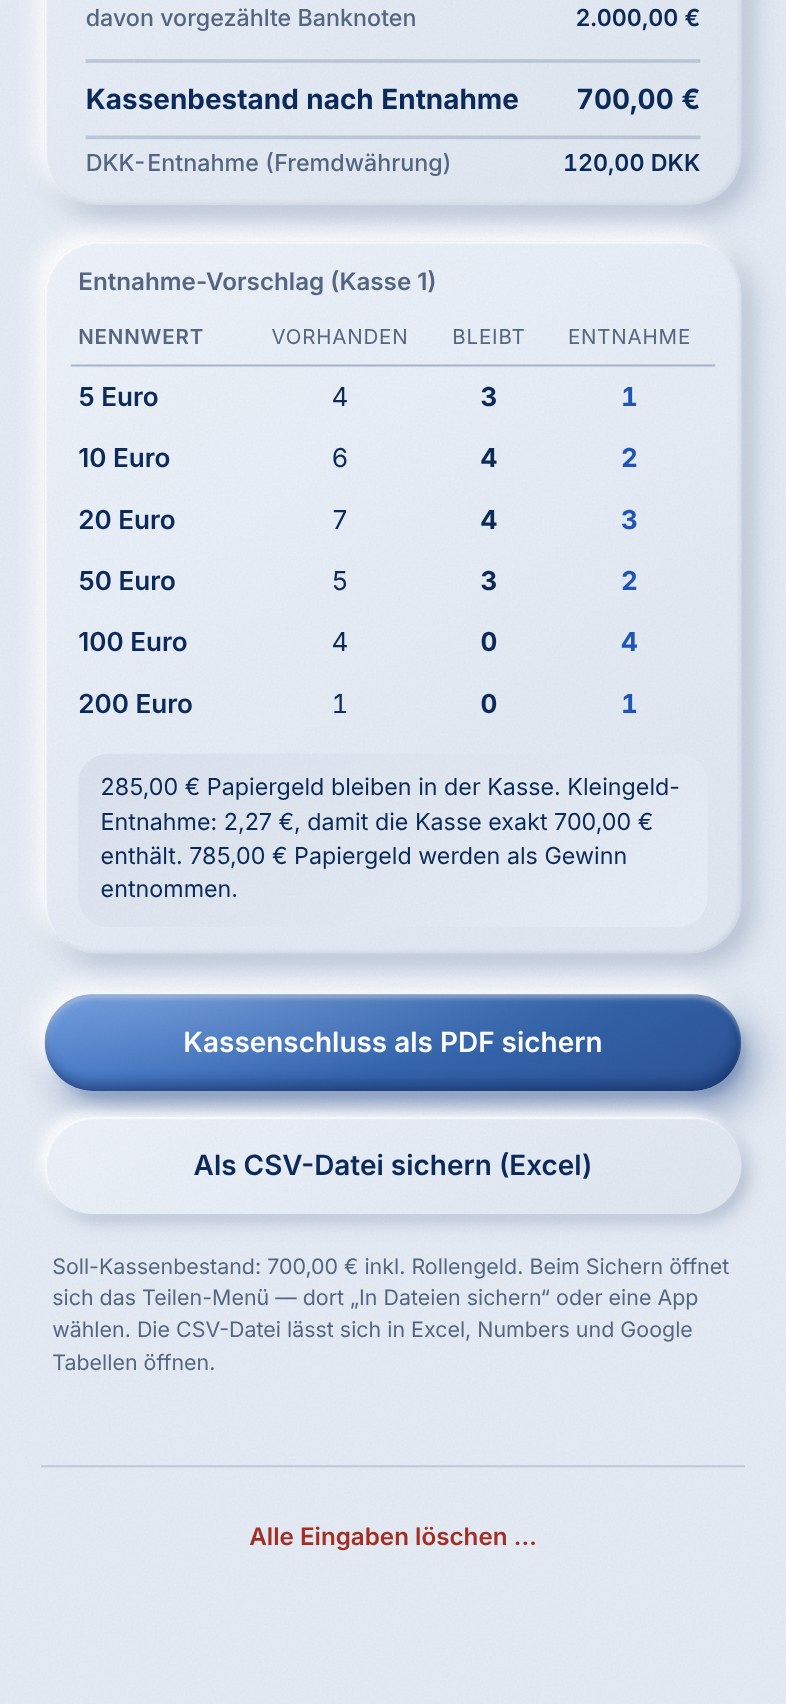 davon vorgezählte Banknoten 2.000,00 €
Kassenbestand nach Entnahme 700,00 €
DKK-Entnahme (Fremdwährung) 120,00 DKK
Entnahme-Vorschlag (Kasse 1)
NENNWERT VORHANDEN BLEIBT ENTNAHME
5 Euro 4 3 1
10 Euro 6 4 2
20 Euro 7 4 3
50 Euro 5 3 2
100 Euro 4 0 4
200 Euro 1 0 1
285,00 € Papiergeld bleiben in der Kasse. Kleingeld-
Entnahme: 2,27 €, damit die Kasse exakt 700,00 €
enthält. 785,00 € Papiergeld werden als Gewinn
entnommen.
Kassenschluss als PDF sichern
Als CSV-Datei sichern (Excel)
Soll-Kassenbestand: 700,00 € inkl. Rollengeld. Beim Sichern öffnet
sich das Teilen-Menü — dort „In Dateien sichern“ oder eine App
wählen. Die CSV-Datei lässt sich in Excel, Numbers und Google
Tabellen öffnen.
Alle Eingaben löschen ...